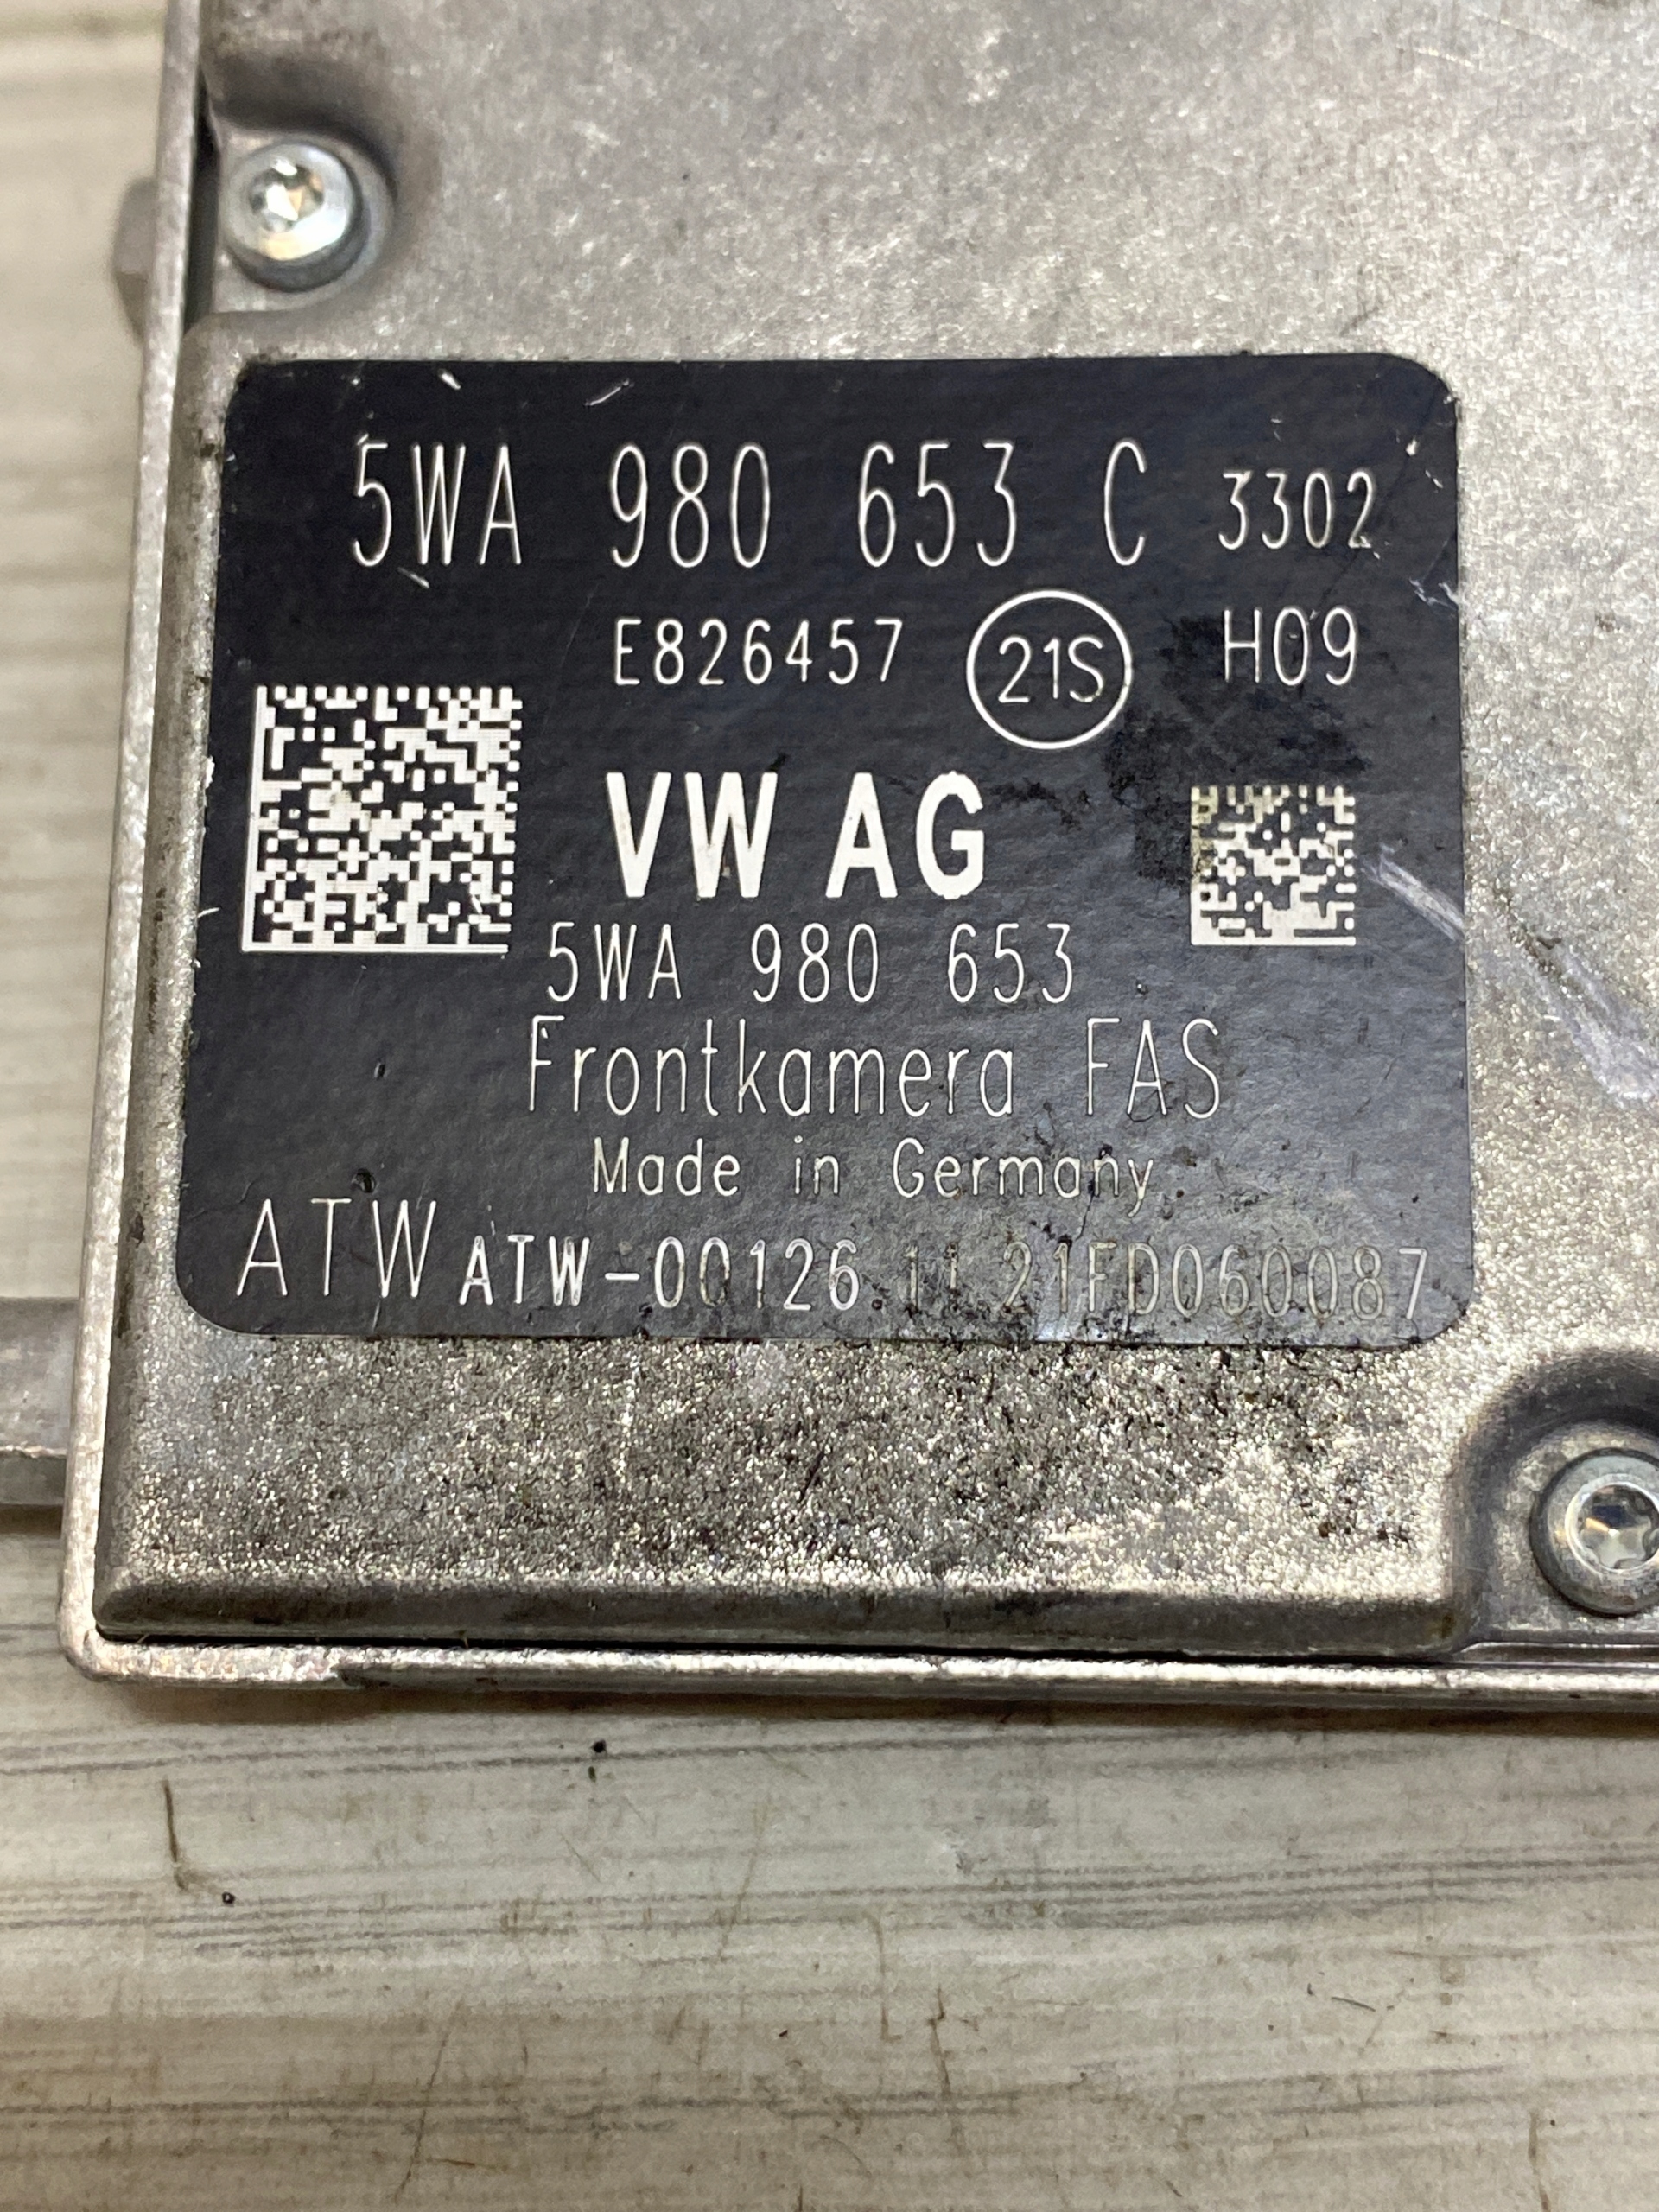 5WA 980 653 C 3302
E826457 21S H09
VW AG
5WA 980 653
Frontkamera FAS
Made in Germany
ATW ATW-00126 11 21FD060087